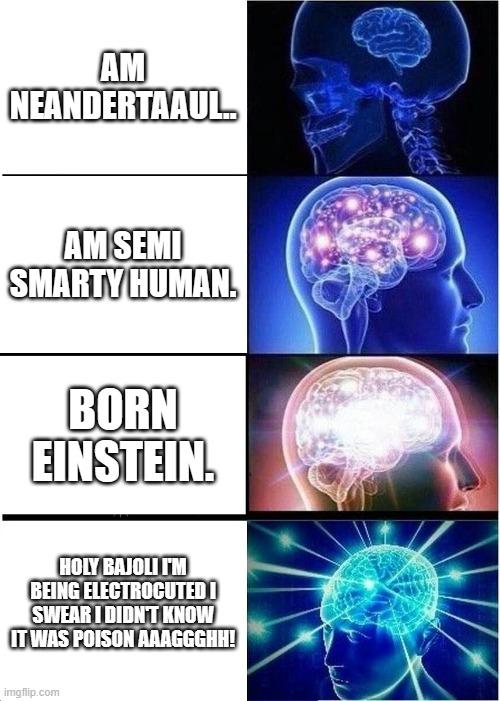 AM
NEANDERTAAUL..
AM SEMI
SMARTY HUMAN.
BORN
EINSTEIN.
HOLY BAJOLI I'M
BEING ELECTROCUTED I
SWEAR I DIDN'T KNOW
IT WAS POISON AAAGGGHH!
imgflip.com